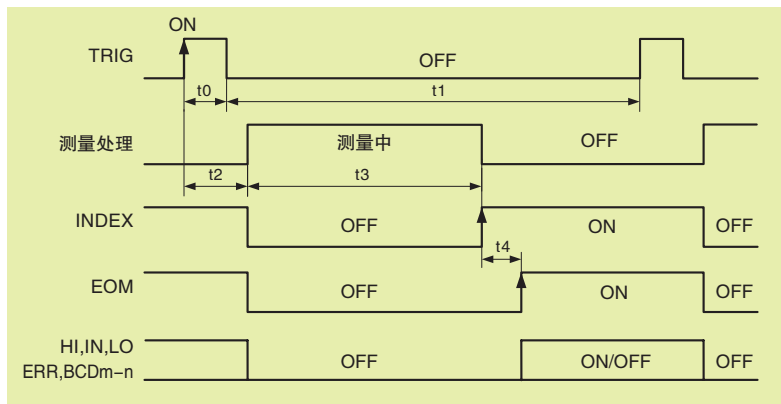 ON
TRIG
OFF
t0
t1
测量处理
测量中
OFF
t2
t3
INDEX
OFF
ON
OFF
t4
EOM
OFF
ON
OFF
HI,IN,LO
ERR,BCDm-n
OFF
ON/OFF
OFF